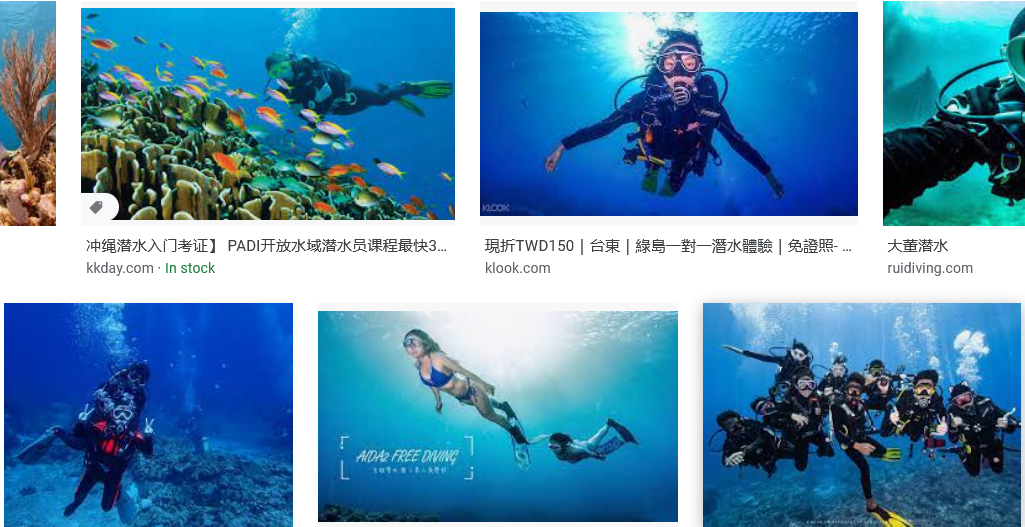 KLOOK
冲绳潜水入门考证】 PADI开放水域潜水员课程最快3...
kkday.com · In stock
現折TWD150｜台東｜綠島一對一潛水體驗｜免證照- ...
klook.com
大董潜水
ruidiving.com
AIDA2 FREE DIVING